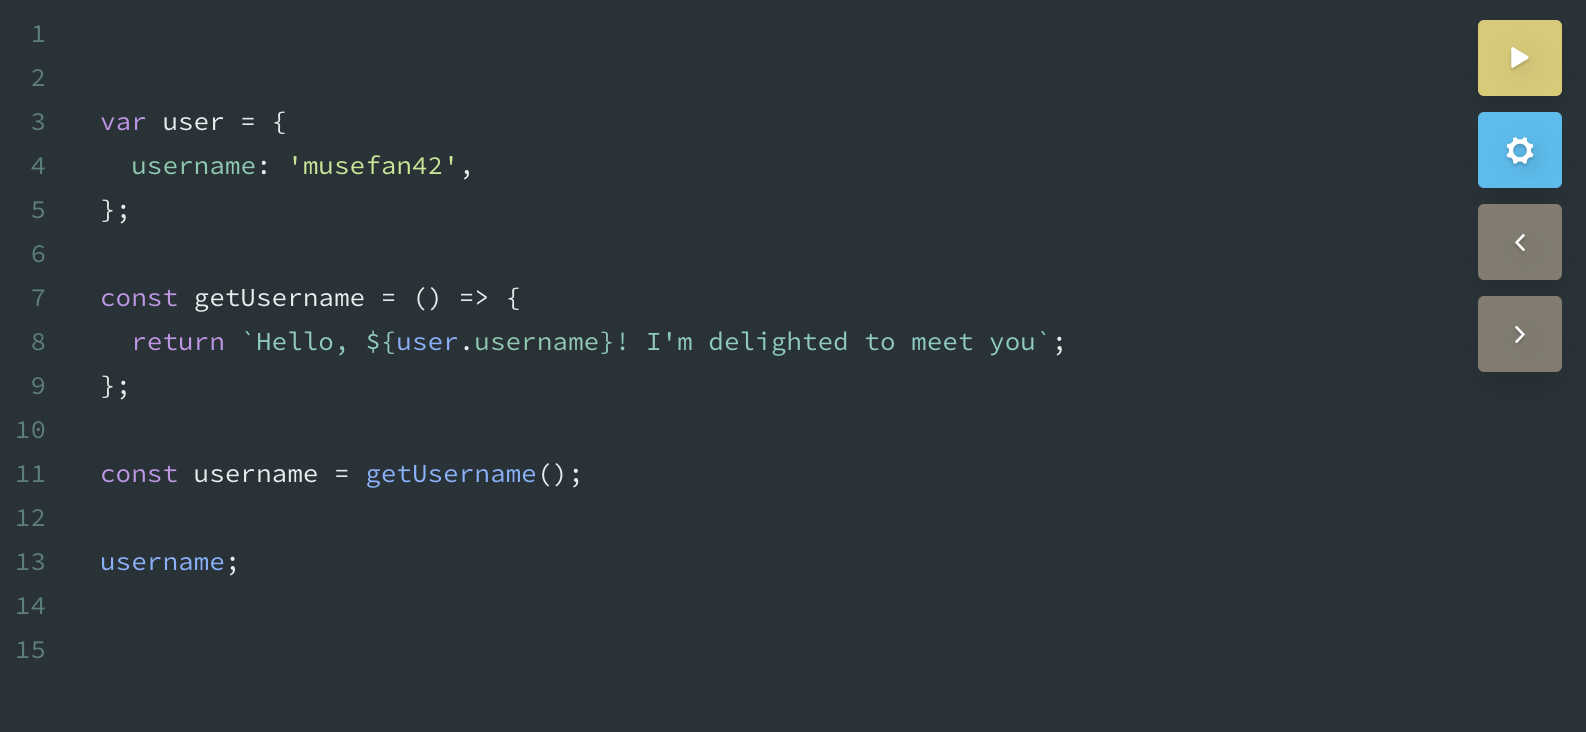 1
2
3 var user = {
4 username: 'musefan42',
5 };
6
7 const getUsername = () => {
8 return `Hello, ${user.username}! I'm delighted to meet you`;
9 };
10
11 const username = getUsername();
12
13 username;
14
15